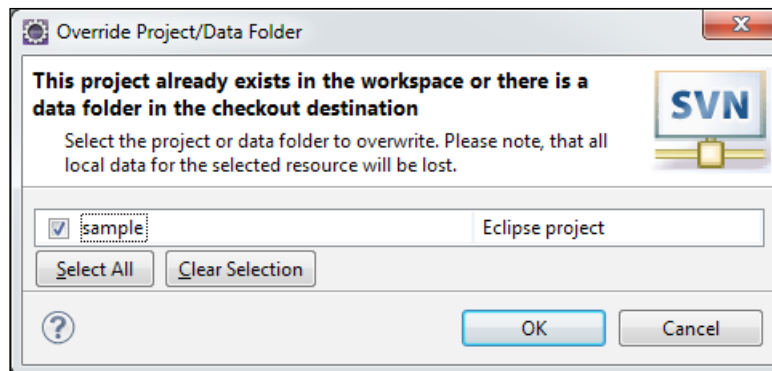 Override Project/Data Folder
This project already exists in the workspace or there is a
data folder in the checkout destination
Select the project or data folder to overwrite. Please note, that all
local data for the selected resource will be lost.
SVN
sample Eclipse project
Select All Clear Selection
? OK Cancel